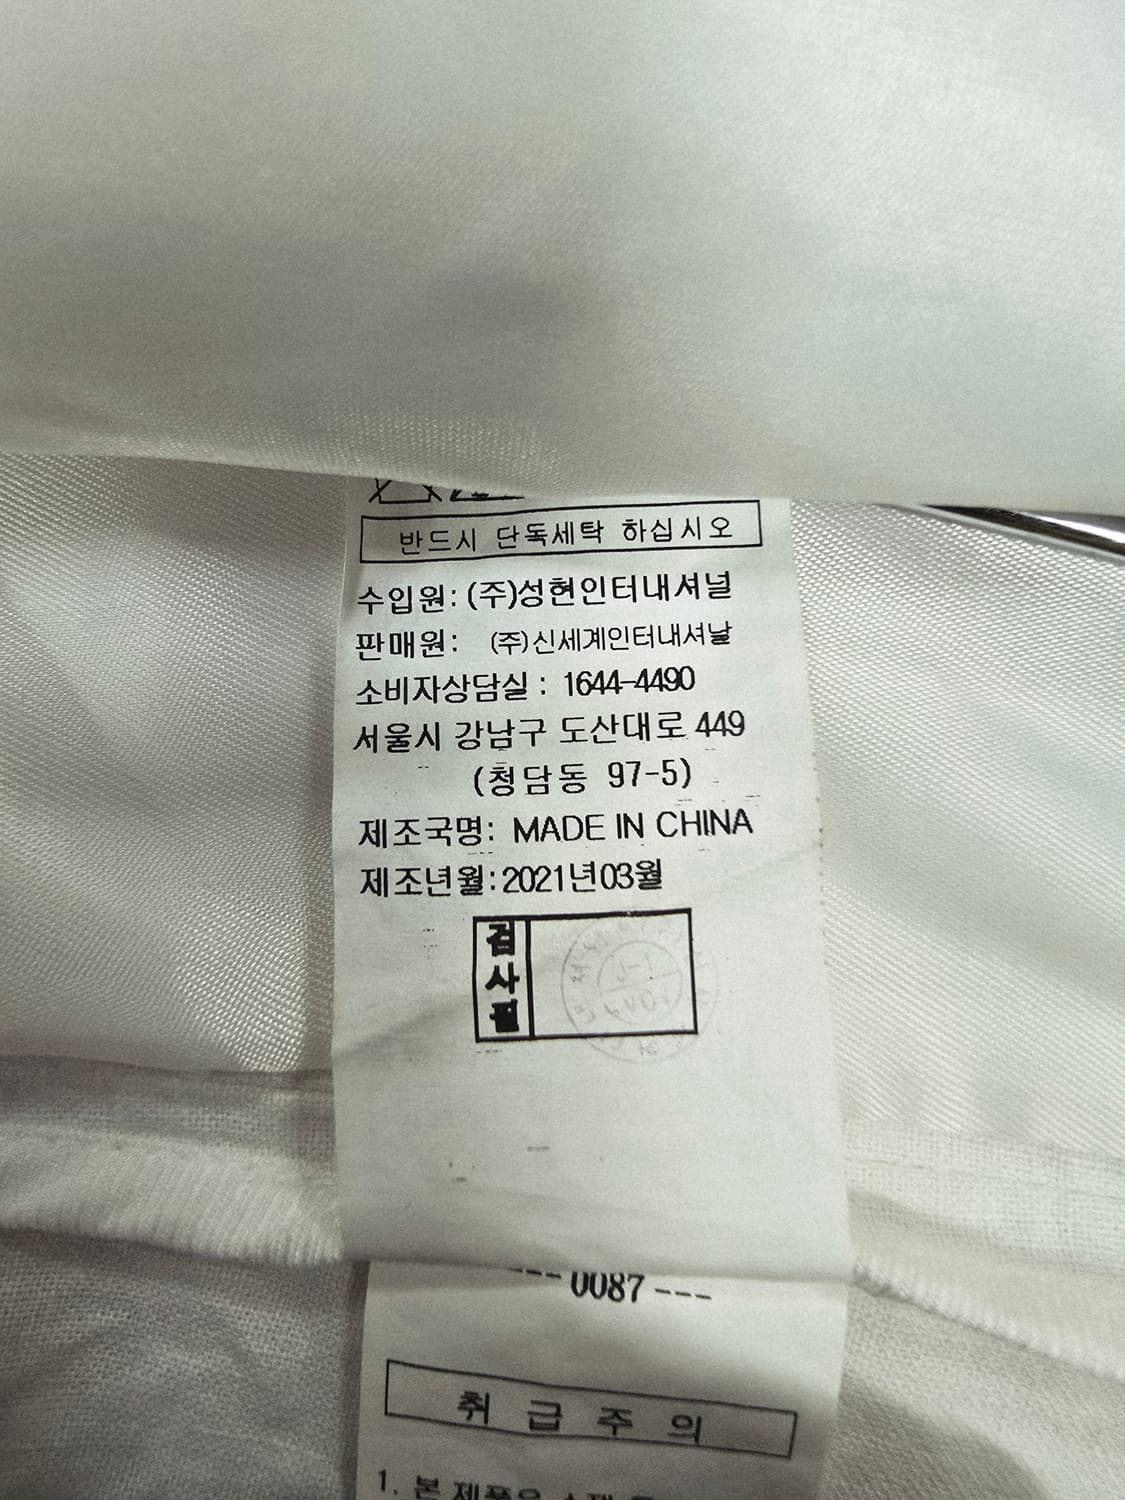 반드시 단독세탁 하십시오
수입원: (주)성현인터내셔널
판매원: (주)신세계인터내셔날
소비자상담실 : 1644-4490
서울시 강남구 도산대로 449
(청담동 97-5)
제조국명: MADE IN CHINA
제조년월:2021년03월
검사필
--- 0087 ---
취급주의
1. 본 제품은